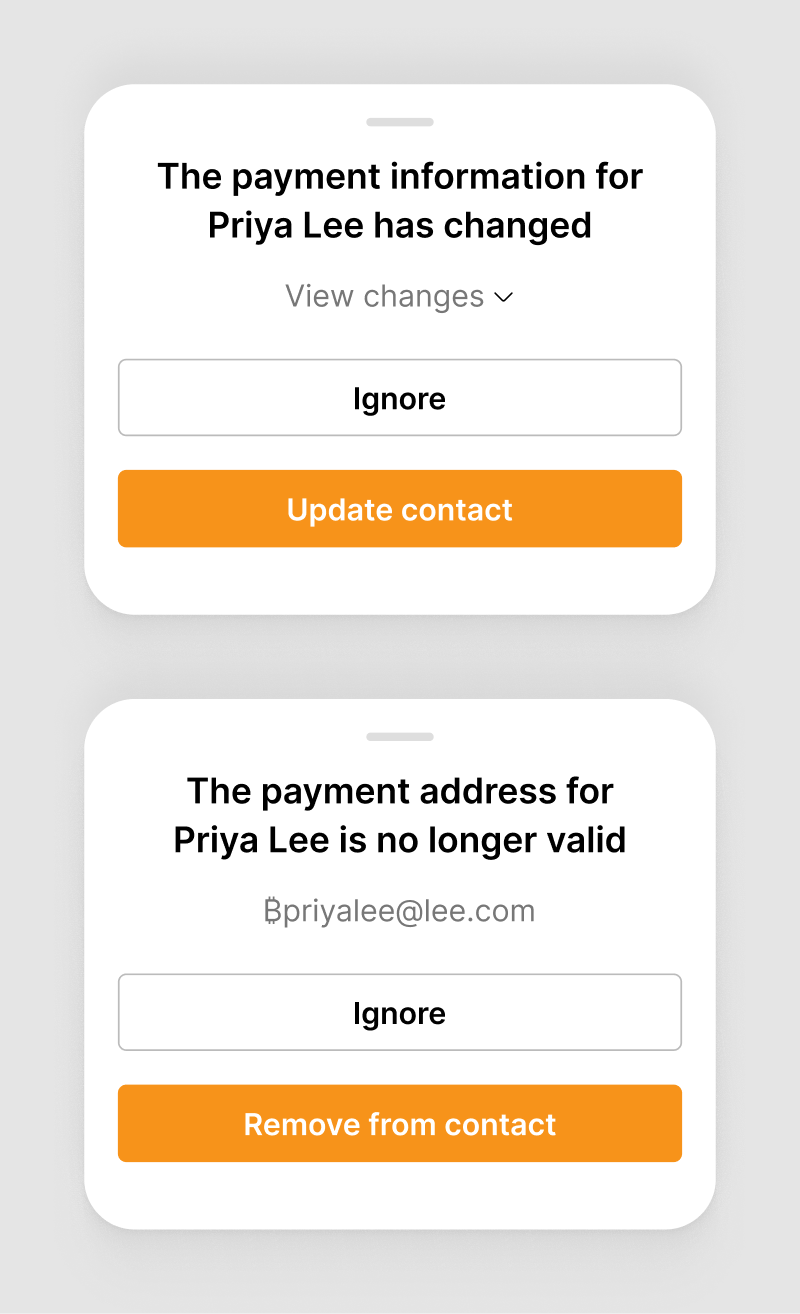 The payment information for
Priya Lee has changed
View changes
Ignore
Update contact
The payment address for
Priya Lee is no longer valid
₿priyalee@lee.com
Ignore
Remove from contact